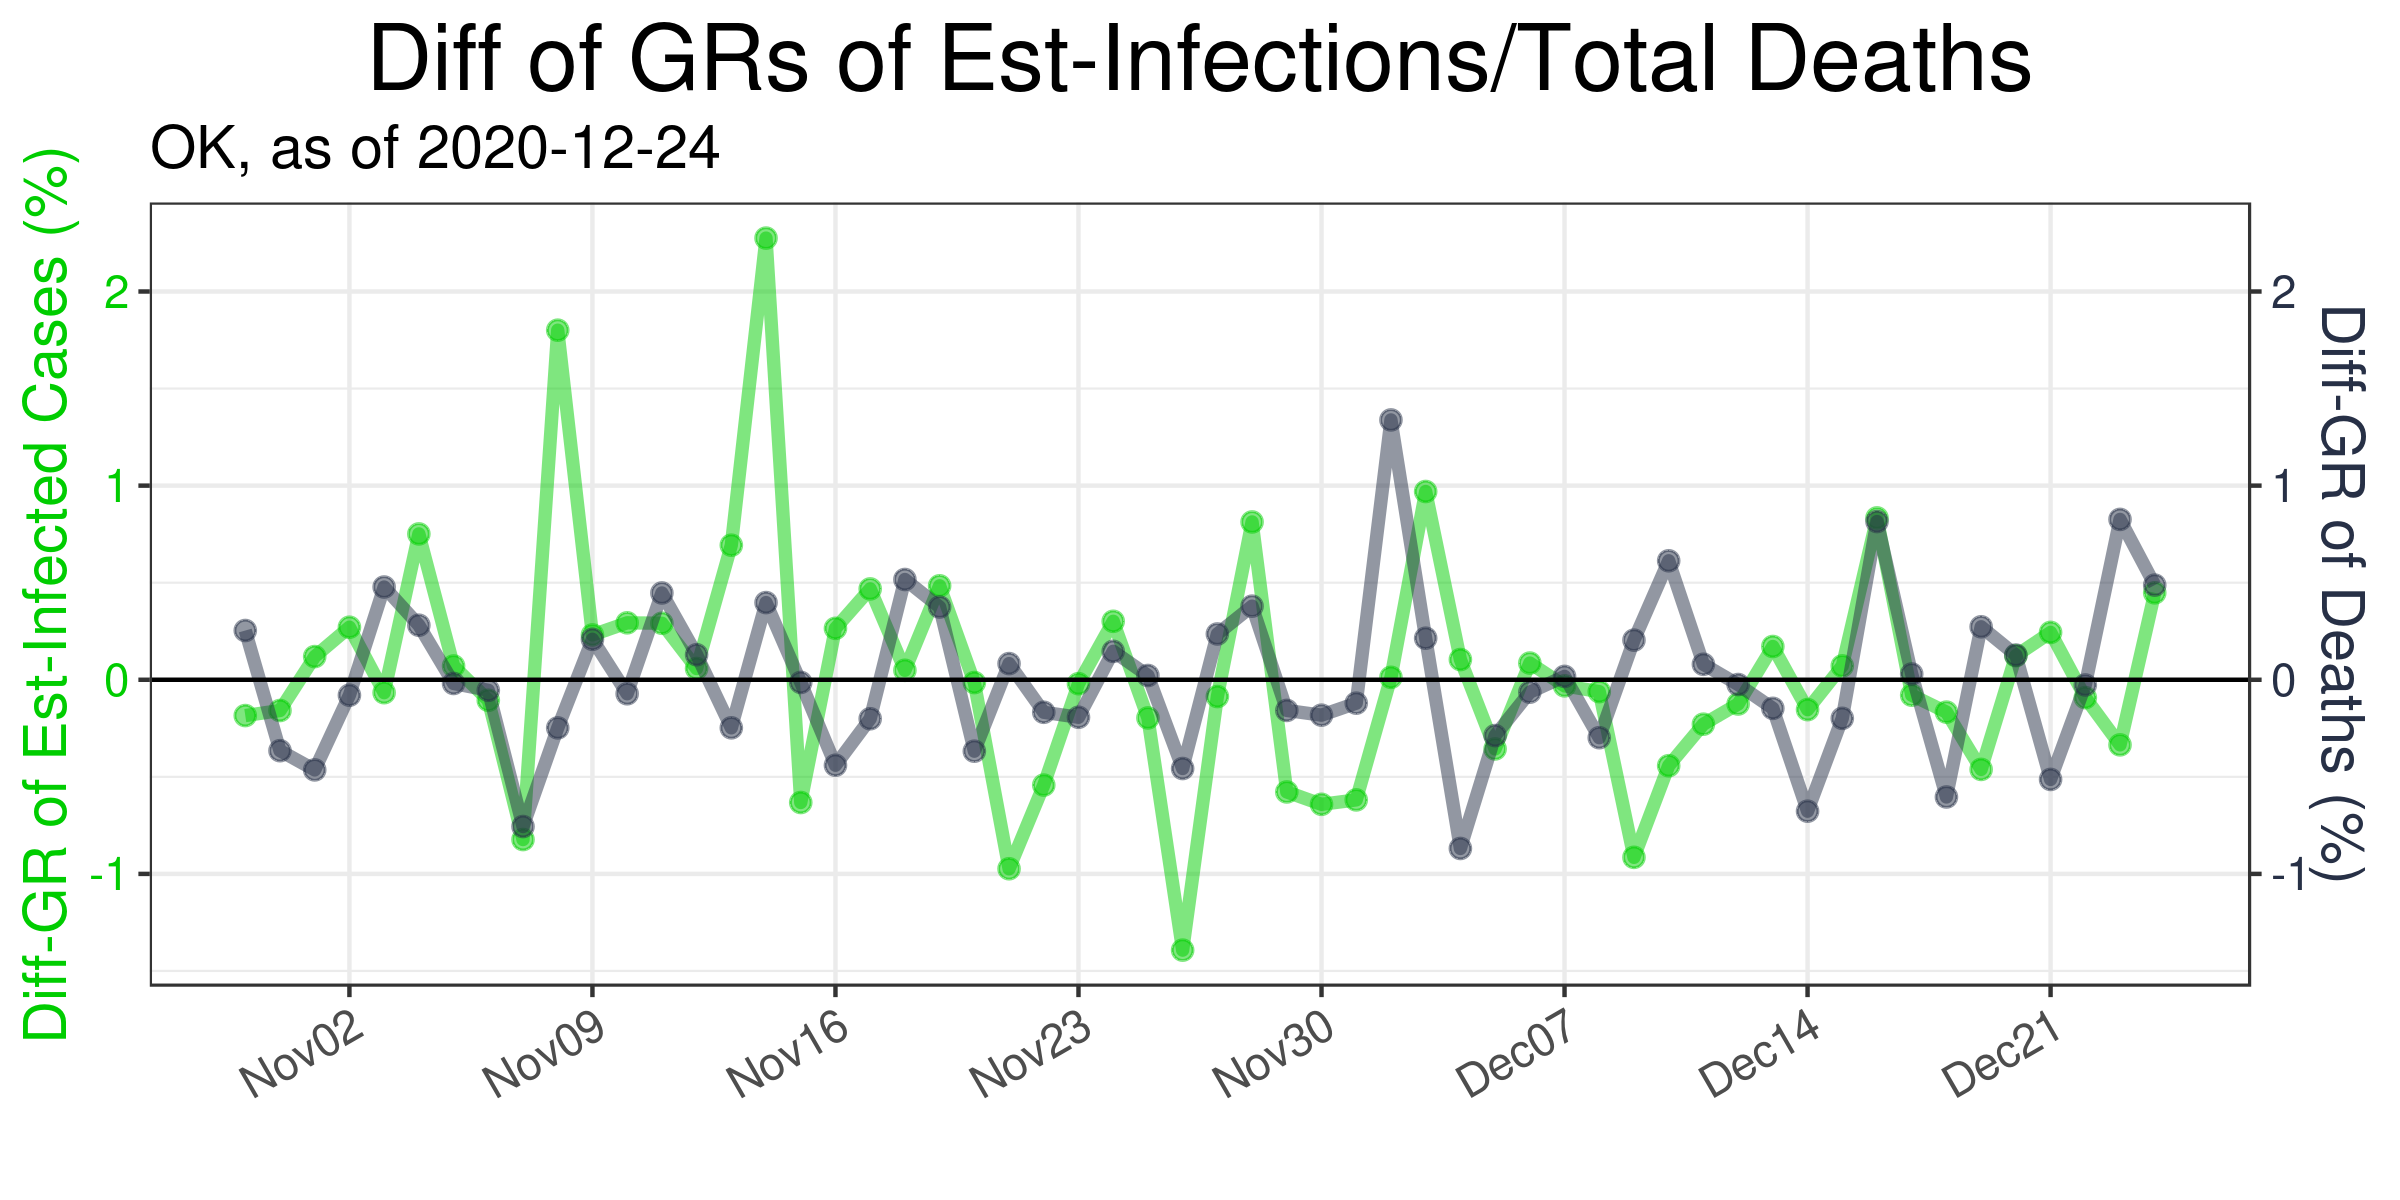 Diff of GRs of Est-Infections/Total Deaths
OK, as of 2020-12-24
Diff-GR of Est-Infected Cases (%)
2
1
0
-1
2
1
0
-1
Diff-GR of Deaths (%)
Nov02
Nov09
Nov16
Nov23
Nov30
Dec07
Dec14
Dec21